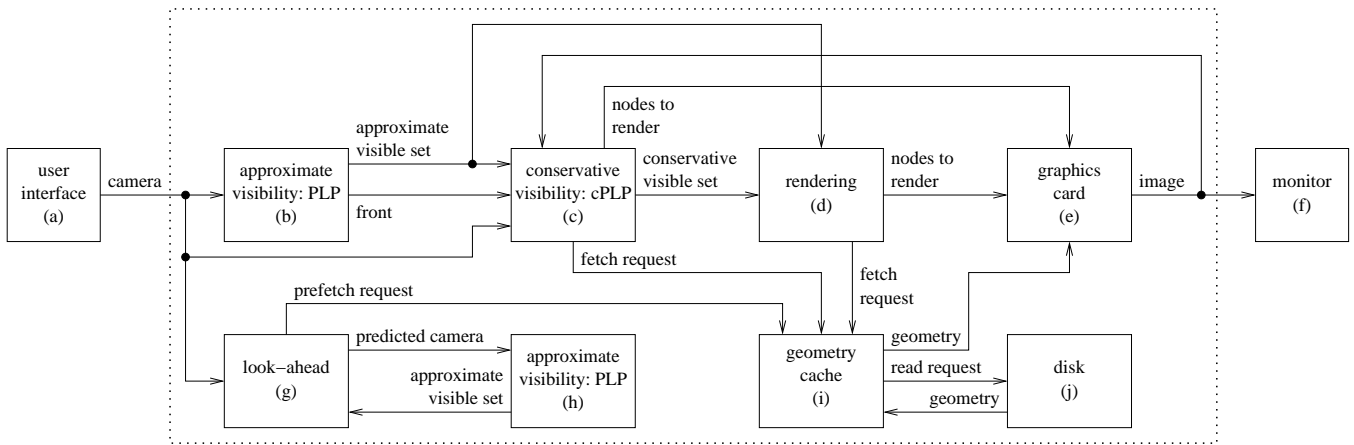 user
interface
(a)
camera
approximate
visible set
approximate
visibility: PLP
(b)
front
nodes to
render
conservative
visibility: cPLP
(c)
conservative
visible set
rendering
(d)
nodes to
render
graphics
card
(e)
image
monitor
(f)
fetch request
fetch
request
prefetch request
look-ahead
(g)
predicted camera
approximate
visible set
approximate
visibility: PLP
(h)
geometry
cache
(i)
geometry
read request
geometry
disk
(j)